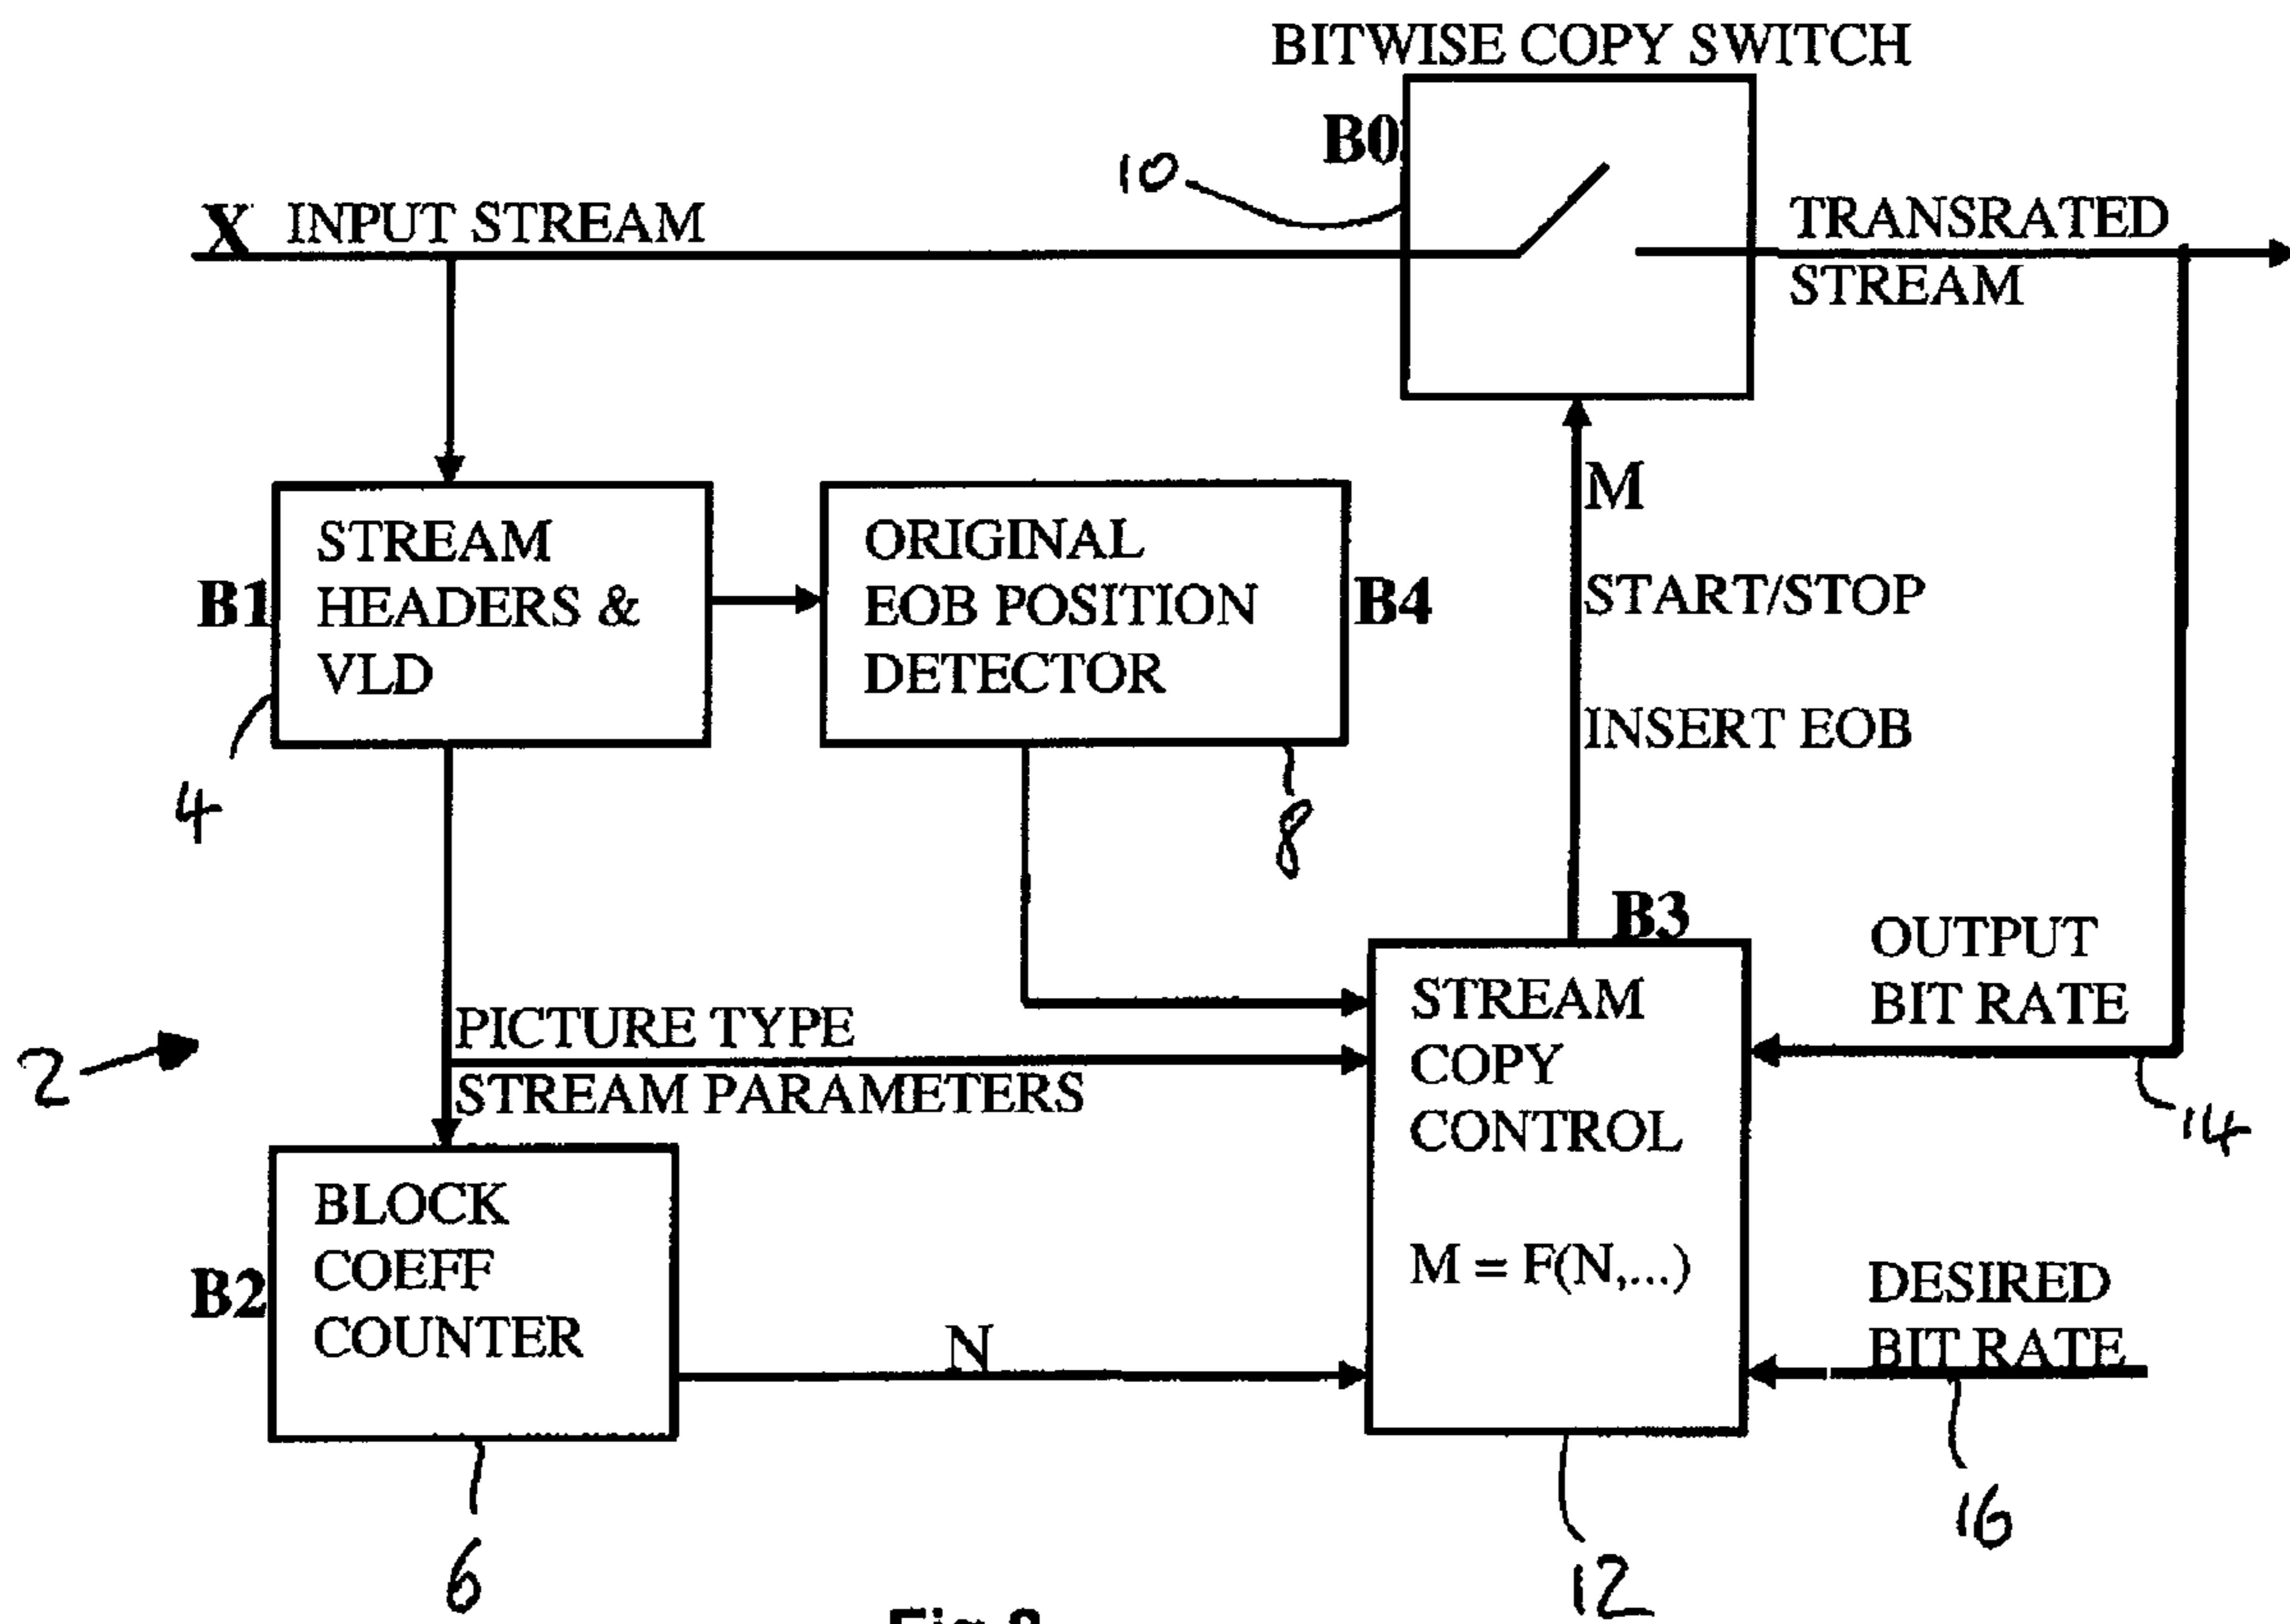 BITWISE COPY SWITCH
B0
10
X INPUT STREAM
TRANSRATED
STREAM
M
START/STOP
INSERT EOB
B1
STREAM
HEADERS &
VLD
4
ORIGINAL
EOB POSITION
DETECTOR
B4
8
2
PICTURE TYPE
STREAM PARAMETERS
B2
BLOCK
COEFF
COUNTER
6
N
B3
STREAM
COPY
CONTROL
M = F(N,...)
12
OUTPUT
BIT RATE
14
DESIRED
BIT RATE
16